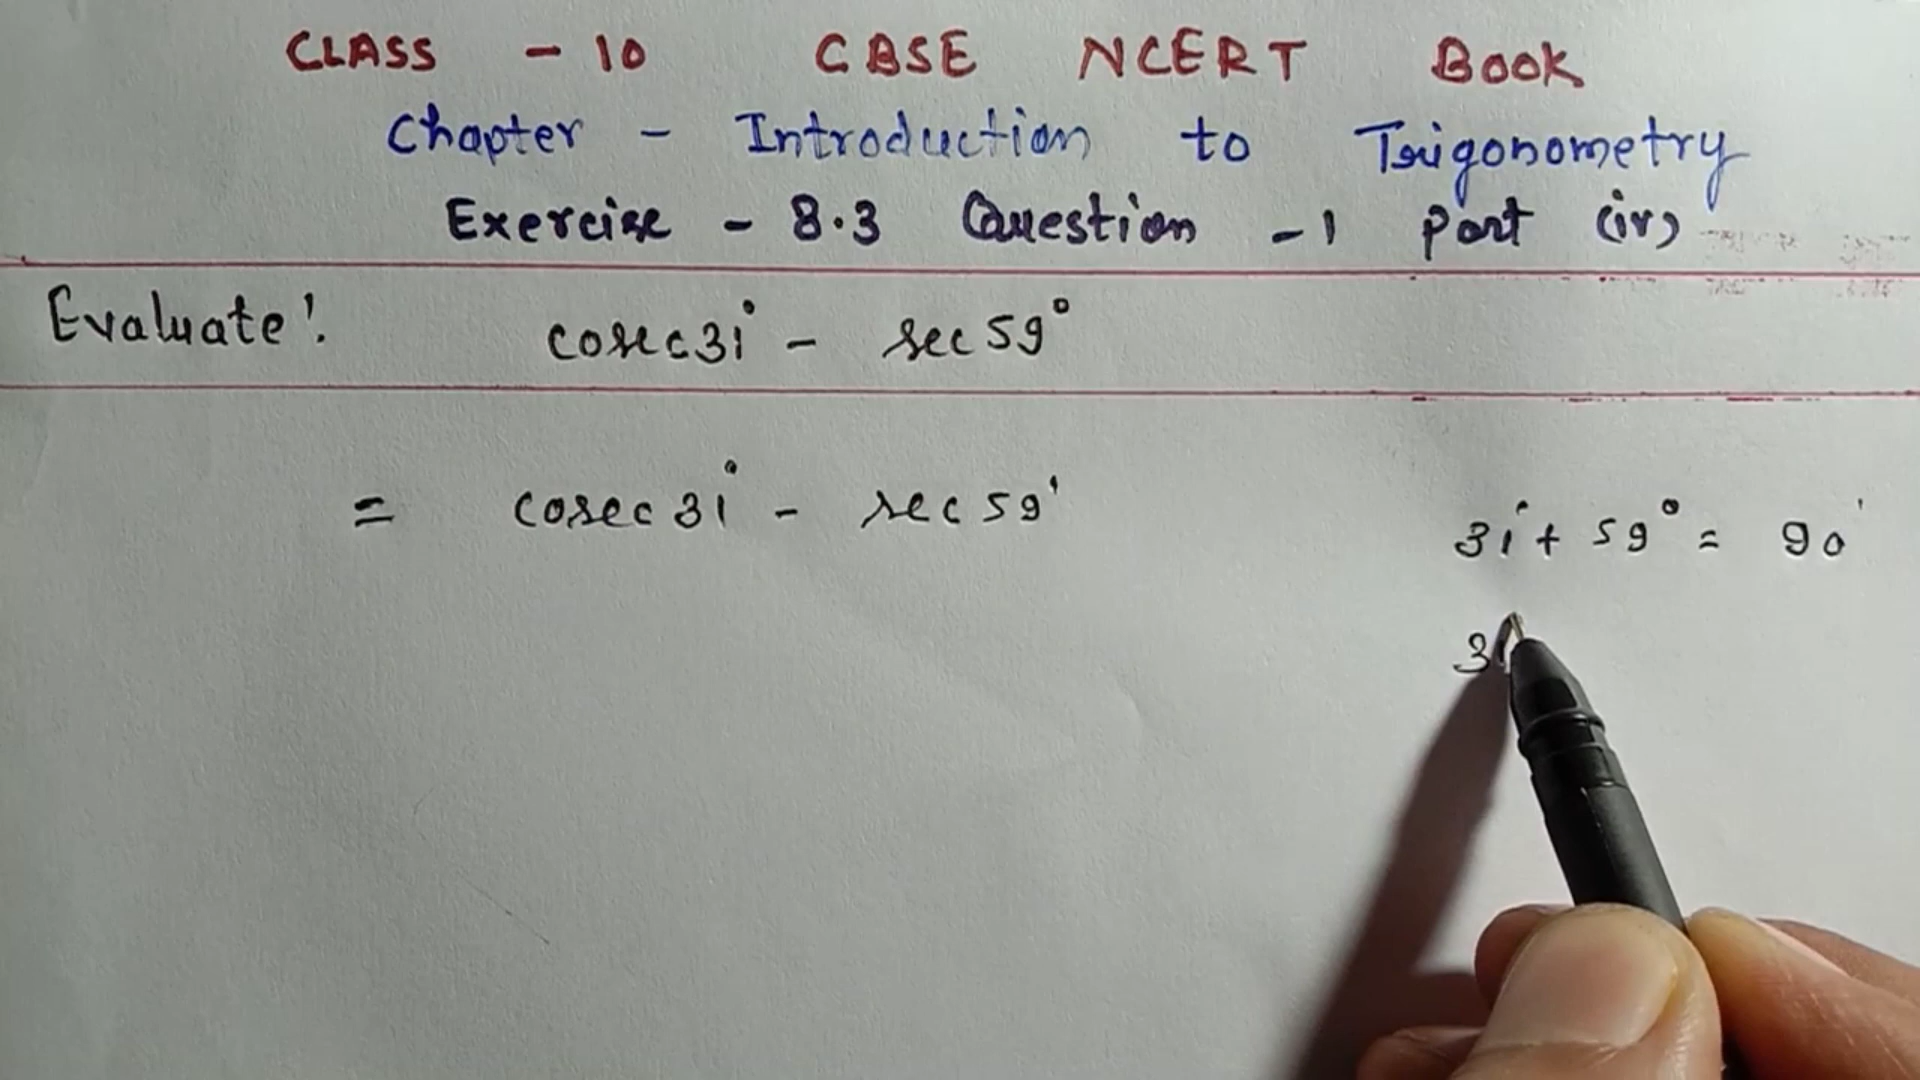 CLASS - 10 CBSE NCERT Book
Chapter - Introduction to Trigonometry
Exercise - 8.3 Question - 1 part (iv)
Evaluate: cosec31° - sec59°
= cosec31° - sec59°
31° + 59° = 90°
31